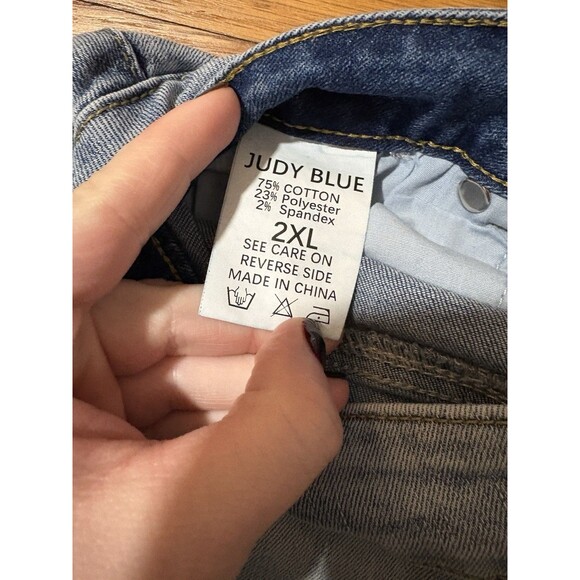 JUDY BLUE
75% COTTON
23% Polyester
2% Spandex
2XL
SEE CARE ON
REVERSE SIDE
MADE IN CHINA